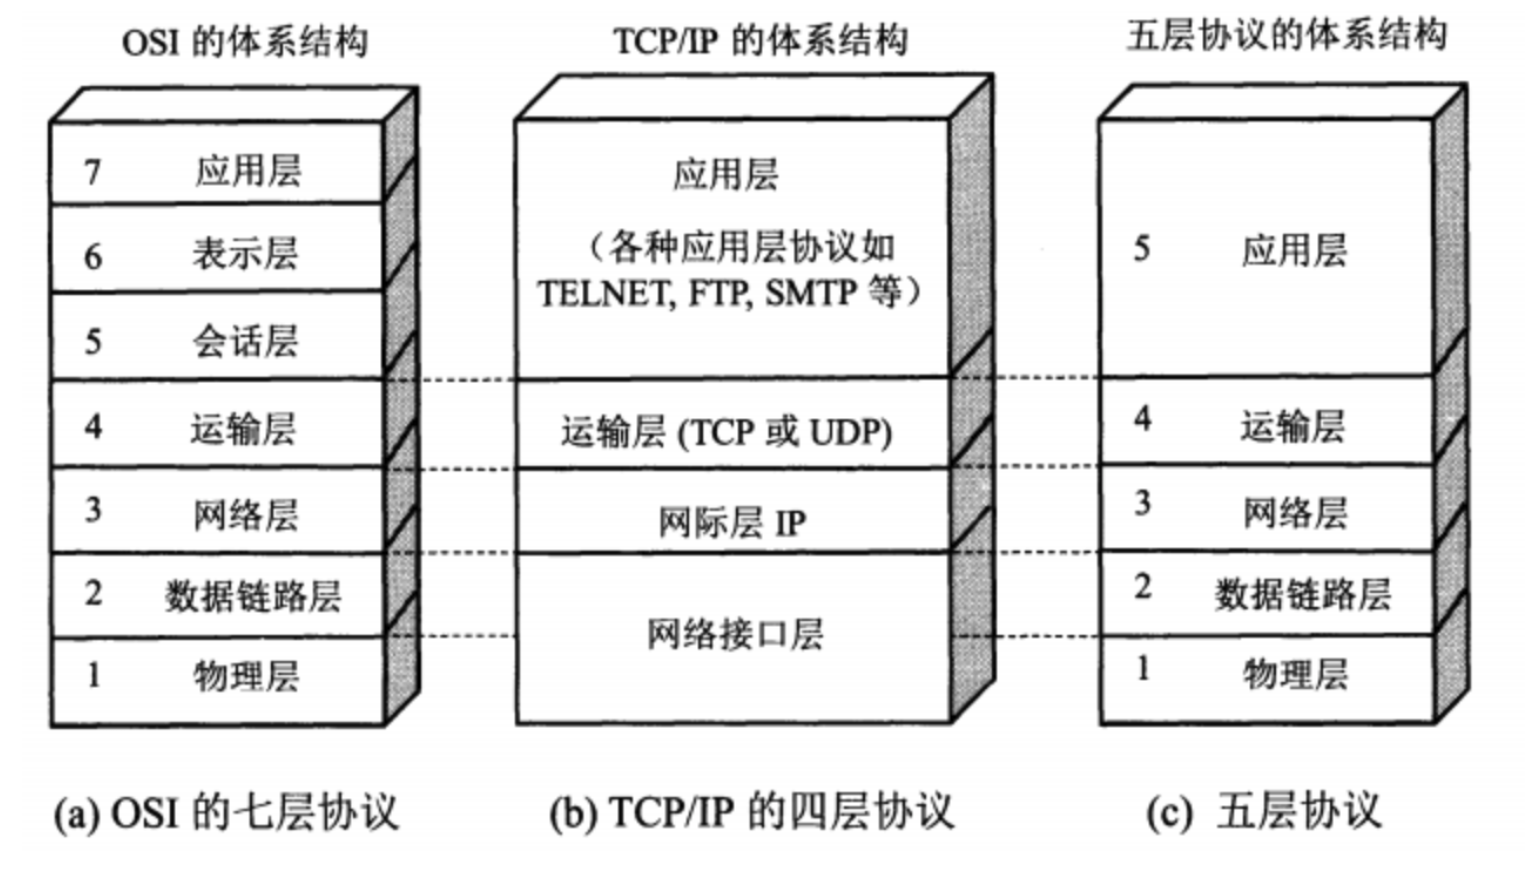 OSI 的体系结构
7 应用层
6 表示层
5 会话层
4 运输层
3 网络层
2 数据链路层
1 物理层
(a) OSI 的七层协议
TCP/IP 的体系结构
应用层
（各种应用层协议如
TELNET, FTP, SMTP 等）
运输层 (TCP 或 UDP)
网际层 IP
网络接口层
(b) TCP/IP 的四层协议
五层协议的体系结构
5 应用层
4 运输层
3 网络层
2 数据链路层
1 物理层
(c) 五层协议